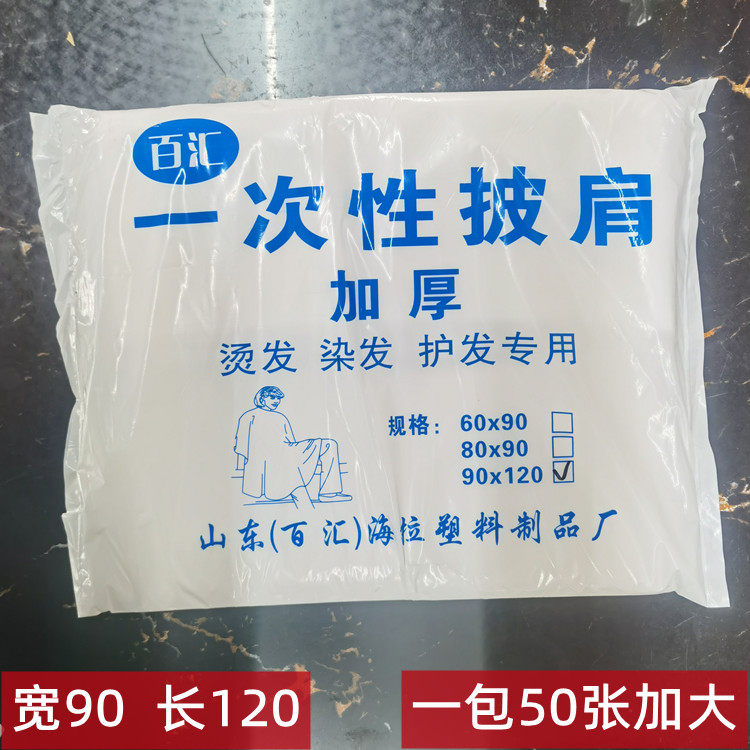 百汇
一次性披肩
加厚
烫发 染发 护发专用
规格: 60x90
80x90
90x120 ✓
山东(百汇)海位塑料制品厂
宽90 长120
一包50张加大